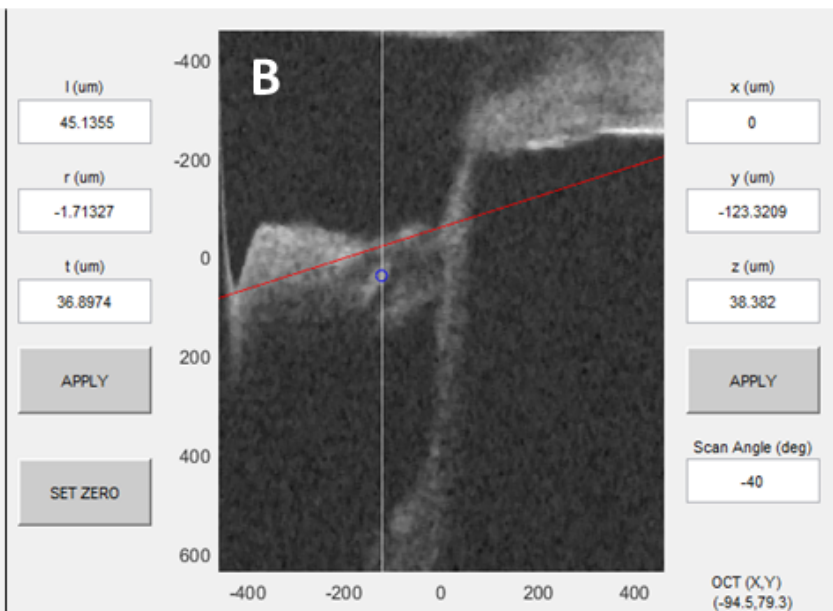 l (um)
45.1355
r (um)
-1.71327
t (um)
36.8974
APPLY
SET ZERO
B
-400
-200
0
200
400
600
-400
-200
0
200
400
x (um)
0
y (um)
-123.3209
z (um)
38.382
APPLY
Scan Angle (deg)
-40
OCT (X,Y)
(-94.5,79.3)